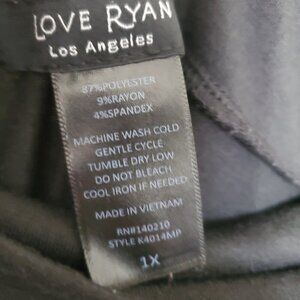 LOVE RYAN
Los Angeles
87%POLYESTER
9%RAYON
4%SPANDEX
MACHINE WASH COLD
GENTLE CYCLE
TUMBLE DRY LOW
DO NOT BLEACH
COOL IRON IF NEEDED
MADE IN VIETNAM
RN#140210
STYLE K4014MP
1X